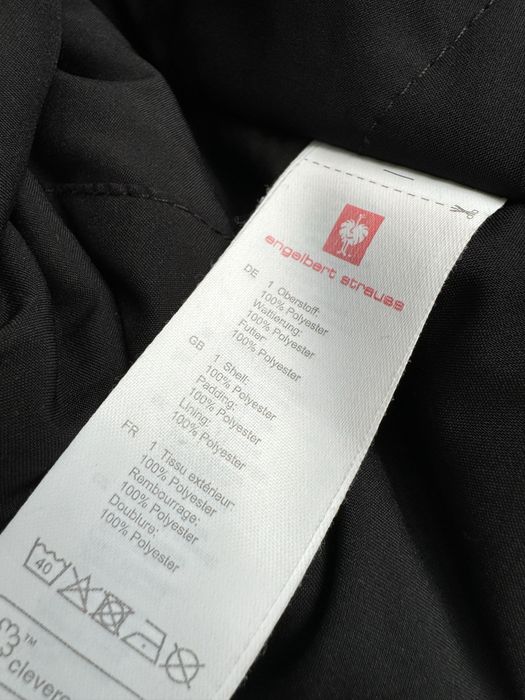 engelbert strauss
DE 1 Oberstoff:
100% Polyester
Wattierung:
100% Polyester
Futter:
100% Polyester
GB 1 Shell:
100% Polyester
Padding:
100% Polyester
Lining:
100% Polyester
FR 1 Tissu extérieur:
100% Polyester
Rembourrage:
100% Polyester
Doublure:
100% Polyester
40
3™